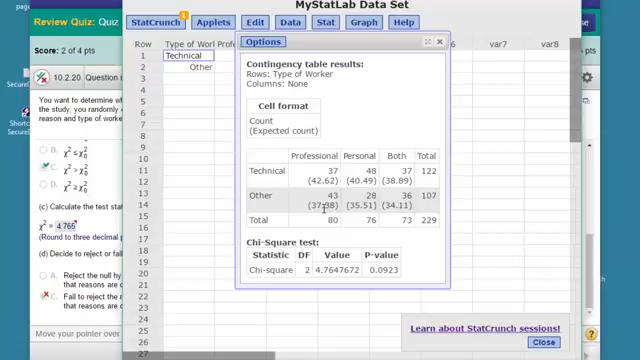 page
MyStatLab Data Set
Review Quiz: Quiz
StatCrunch Applets Edit Data Stat Graph Help
Score: 2 of 4 pts
Options
Row Type of Worl Profe 6 var7 var8
1 Technical
2 Other
3
4
5
6
7
8
9
10
11
12
13
14
15
16
17
18
19
20
21
22
23
24
25
26
27
10.2.20 Question i
You want to determine wh
the study, you randomly
reason and type of worker
B. χ² ≤ χ²₀
C. χ² > χ²₀
D. χ² ≥ χ²₀
(c) Calculate the test stati
χ² = 4.765
(Round to three decimal p
(d) Decide to reject or fail
A. Reject the null hy
that reasons are c
C. Fail to reject the n
that reasons are c
Move your pointer over
Contingency table results:
Rows: Type of Worker
Columns: None
Cell format
Count
(Expected count)
Professional Personal Both Total
Technical 37 48 37 122
(42.62) (40.49) (38.89)
Other 43 28 36 107
(37.38) (35.51) (34.11)
Total 80 76 73 229
Chi-Square test:
Statistic DF Value P-value
Chi-square 2 4.7647672 0.0923
Learn about StatCrunch sessions!
Close